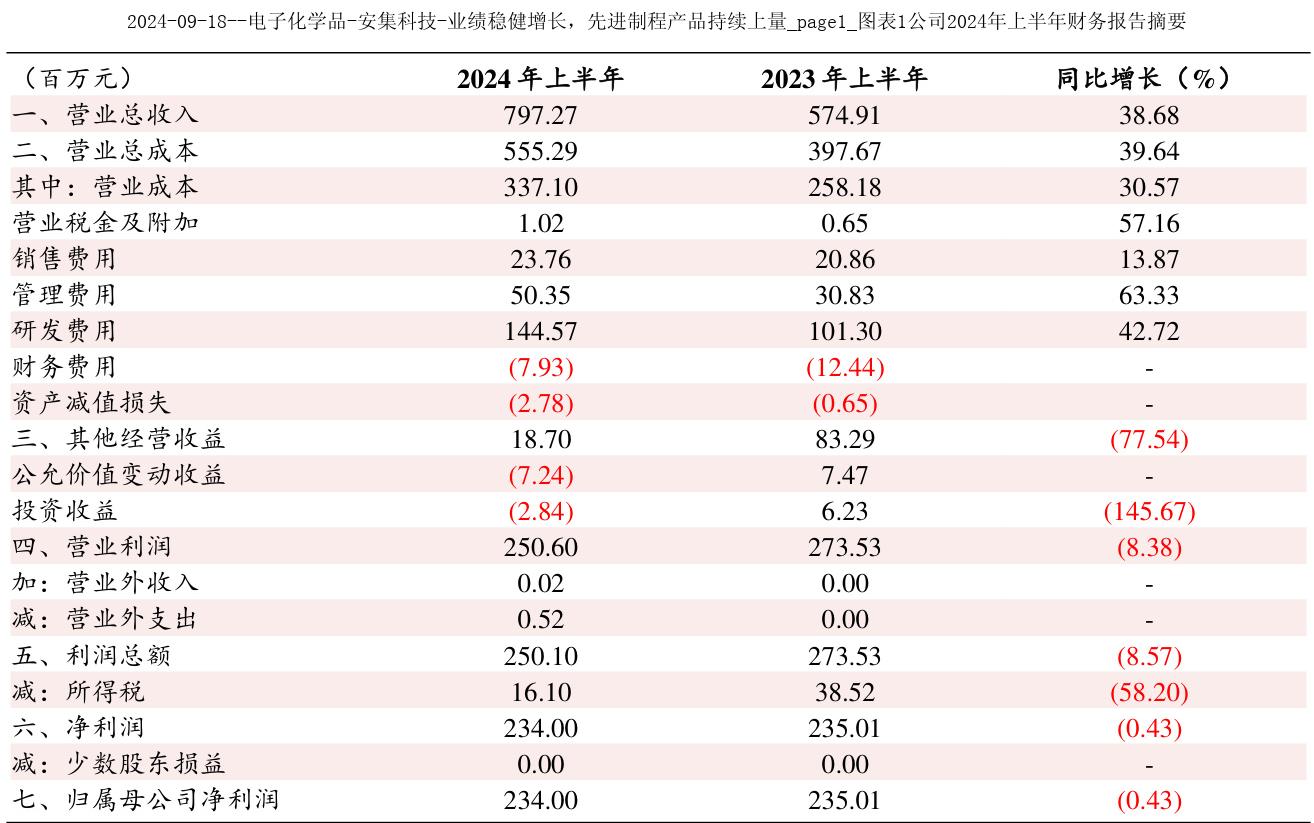 2024-09-18--电子化学品-安集科技-业绩稳健增长，先进制程产品持续上量_page1_图表1公司2024年上半年财务报告摘要
（百万元） 2024 年上半年 2023 年上半年 同比增长（%）
一、营业总收入 797.27 574.91 38.68
二、营业总成本 555.29 397.67 39.64
其中：营业成本 337.10 258.18 30.57
营业税金及附加 1.02 0.65 57.16
销售费用 23.76 20.86 13.87
管理费用 50.35 30.83 63.33
研发费用 144.57 101.30 42.72
财务费用 (7.93) (12.44) -
资产减值损失 (2.78) (0.65) -
三、其他经营收益 18.70 83.29 (77.54)
公允价值变动收益 (7.24) 7.47 -
投资收益 (2.84) 6.23 (145.67)
四、营业利润 250.60 273.53 (8.38)
加：营业外收入 0.02 0.00 -
减：营业外支出 0.52 0.00 -
五、利润总额 250.10 273.53 (8.57)
减：所得税 16.10 38.52 (58.20)
六、净利润 234.00 235.01 (0.43)
减：少数股东损益 0.00 0.00 -
七、归属母公司净利润 234.00 235.01 (0.43)